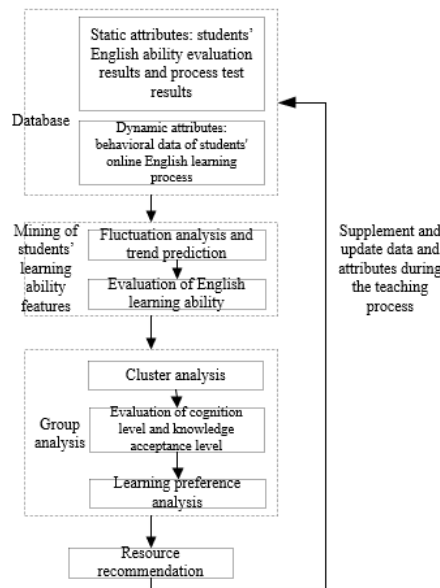 Static attributes: students'
English ability evaluation
results and process test
results
Database
Dynamic attributes:
behavioral data of students'
online English learning
process
Mining of
students'
learning
ability
features
Fluctuation analysis and
trend prediction
Evaluation of English
learning ability
Supplement and
update data and
attributes during
the teaching
process
Group
analysis
Cluster analysis
Evaluation of cognition
level and knowledge
acceptance level
Learning preference
analysis
Resource
recommendation